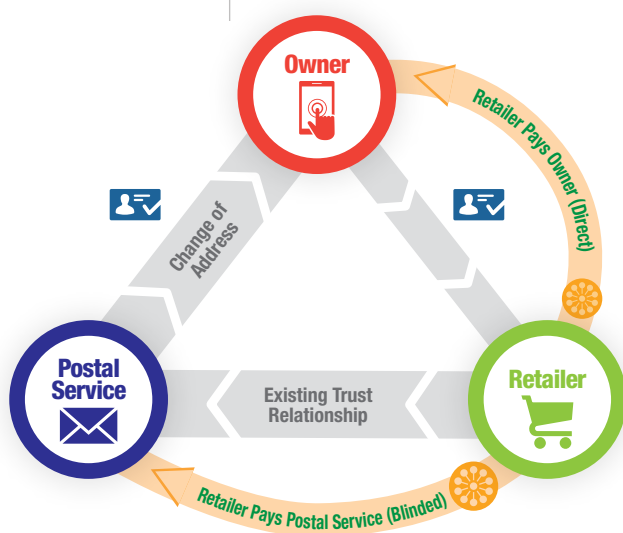 Owner
Retailer Pays Owner (Direct)
Change of
Address
Postal
Service
Existing Trust
Relationship
Retailer
Retailer Pays Postal Service (Blinded)